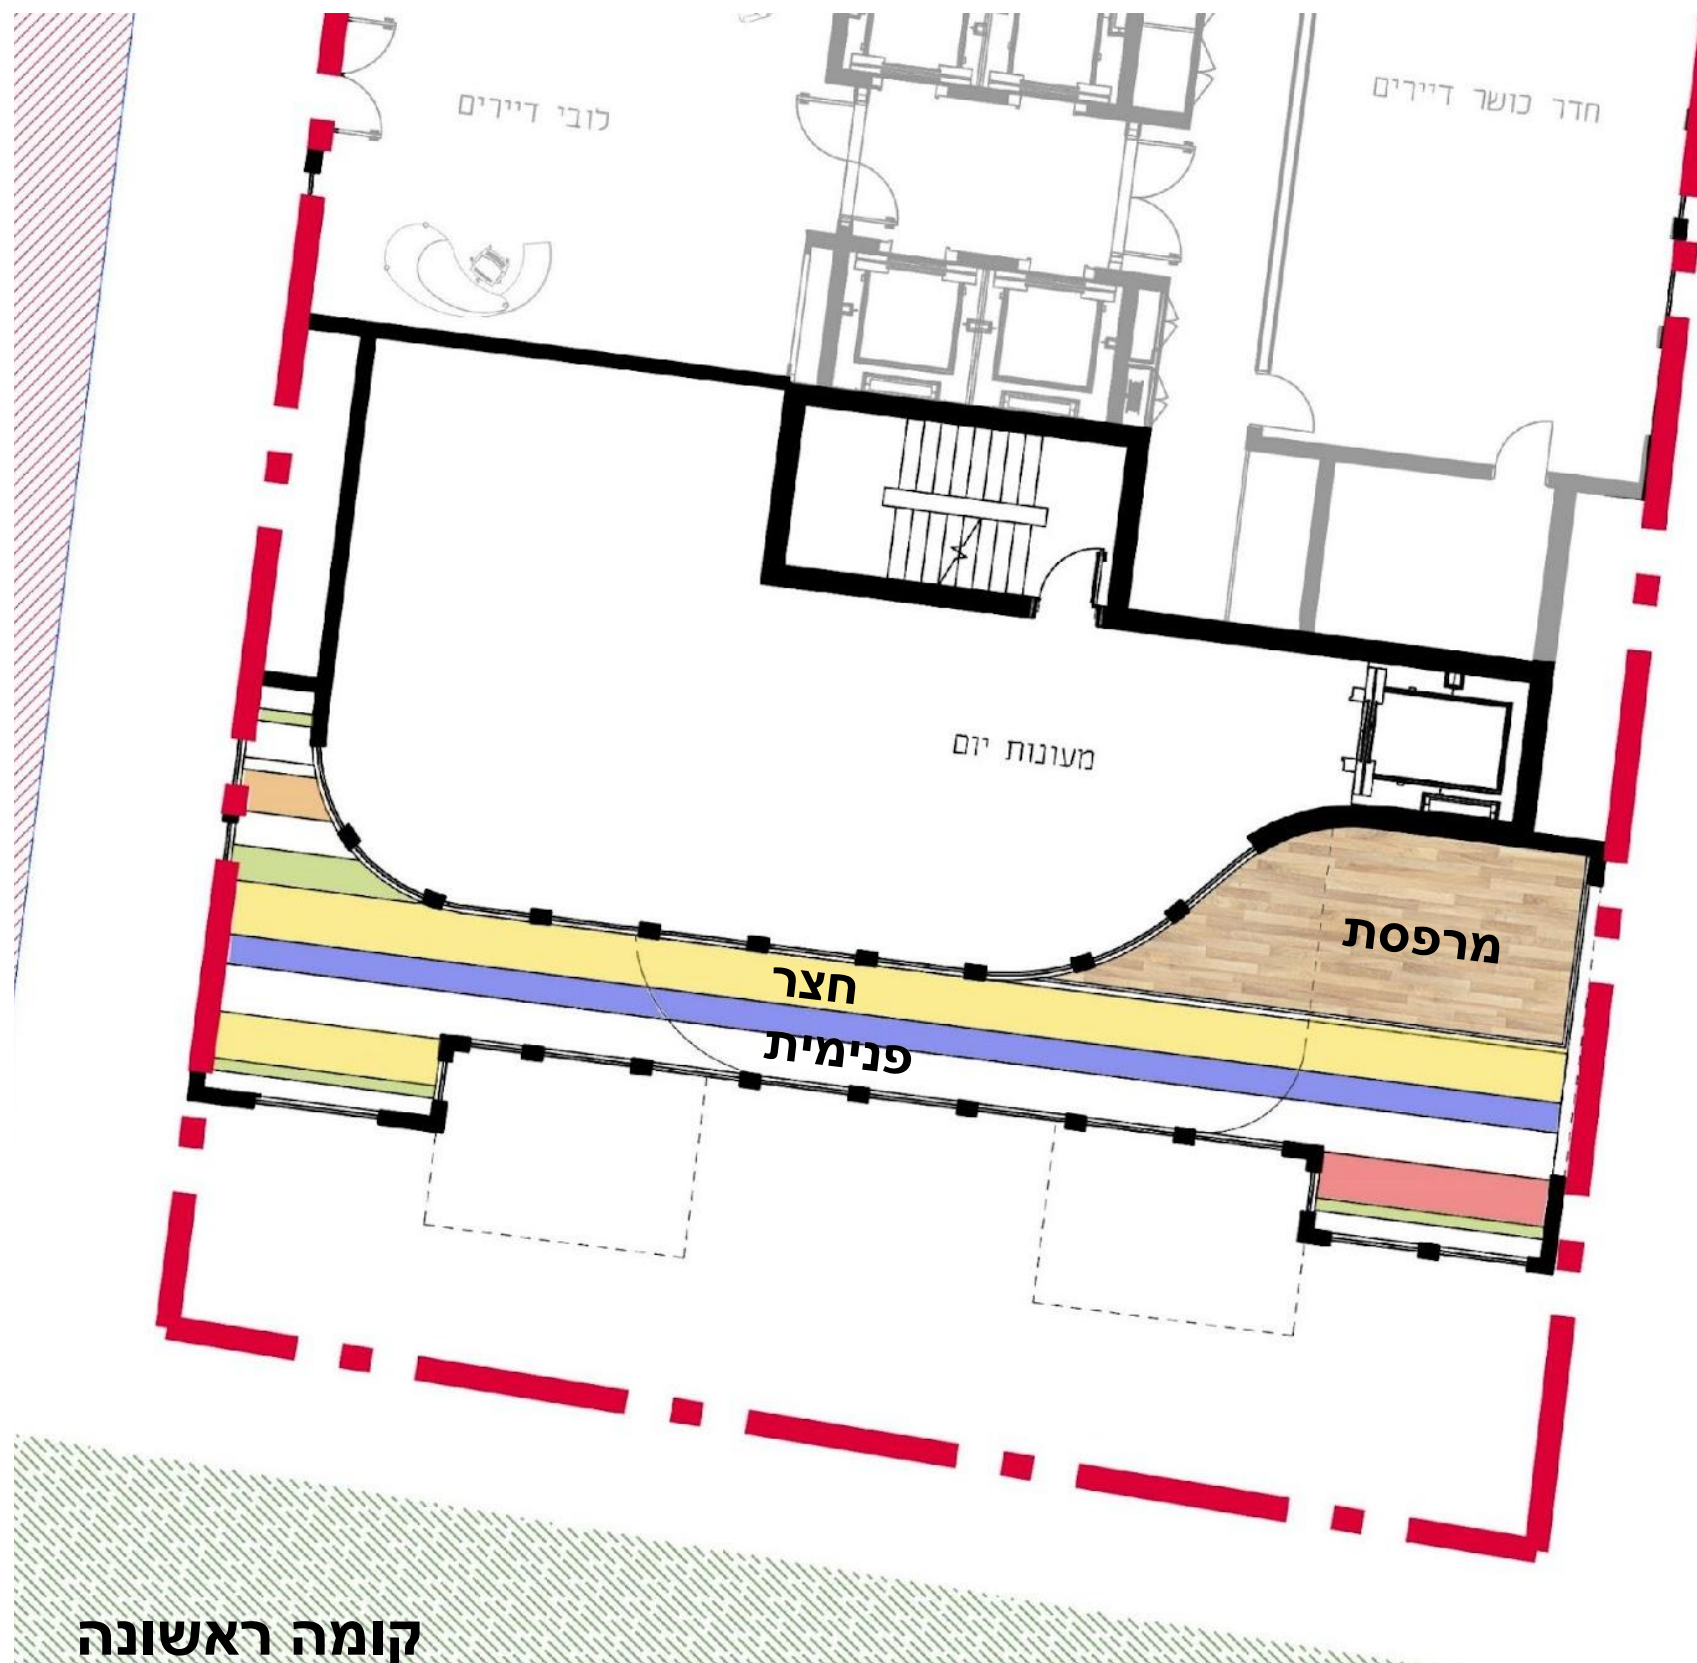 חדר כושר דיירים
לובי דיירים
מעונות יום
מרפסת
חצר
פנימית
קומה ראשונה